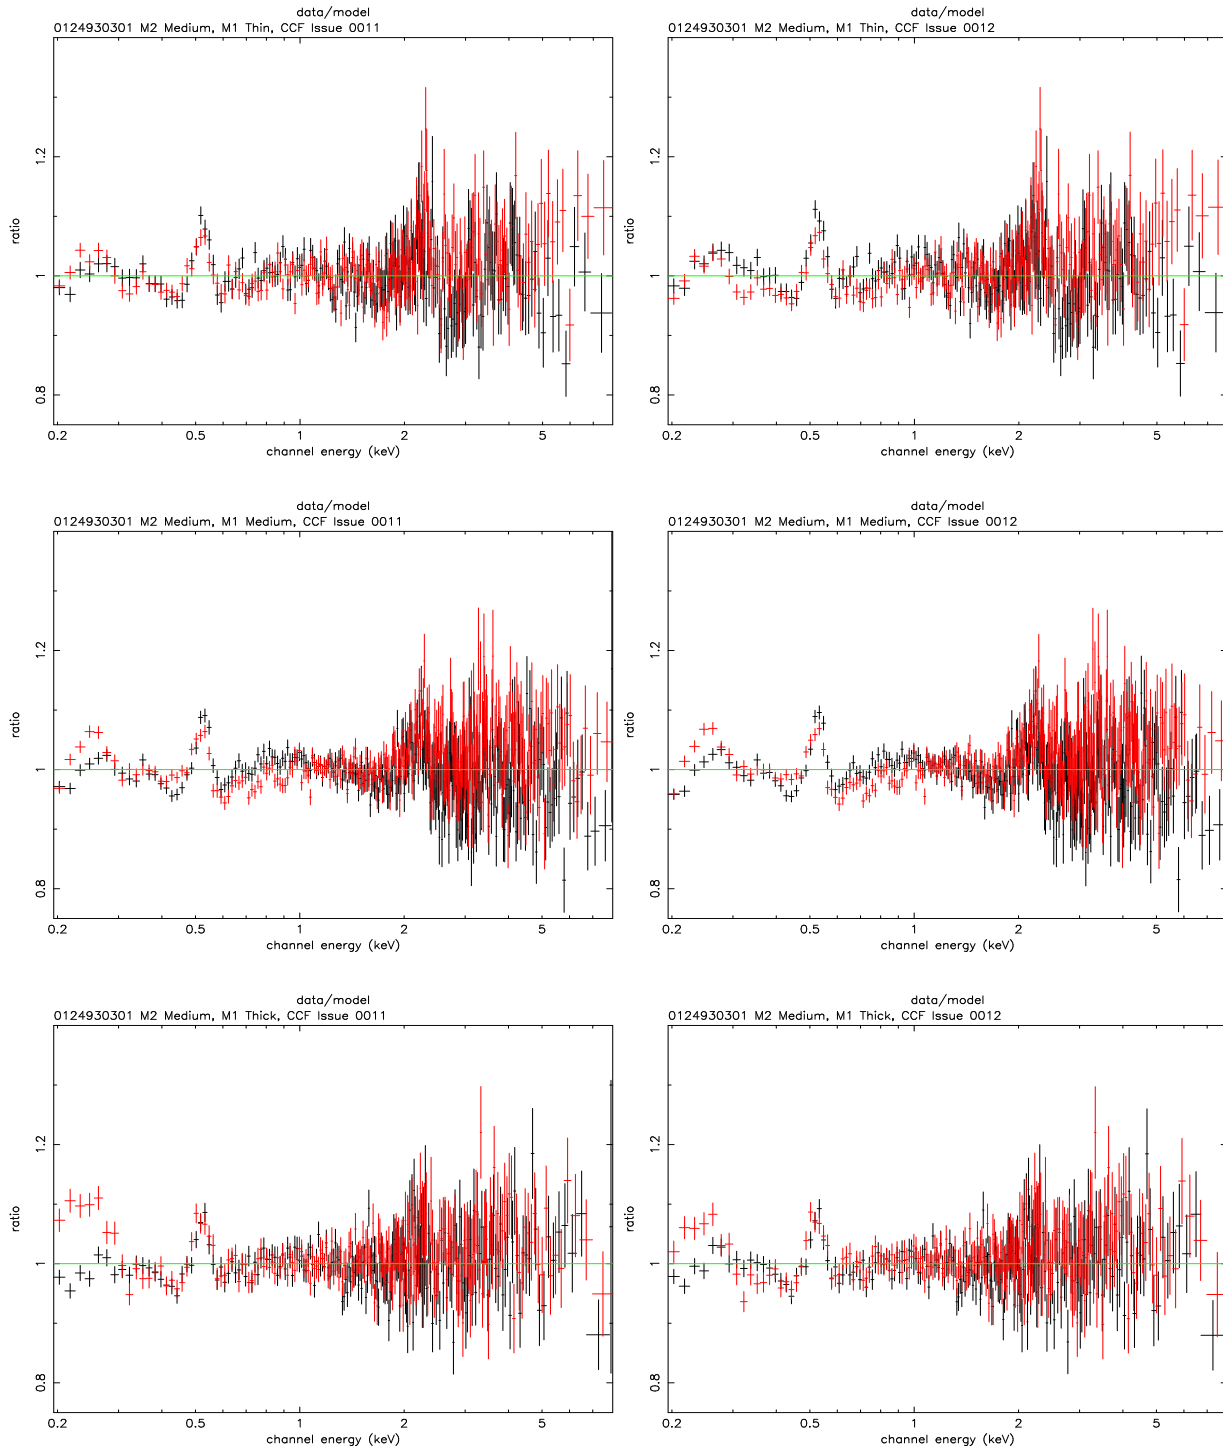 data/model
0124930301 M2 Medium, M1 Thin, CCF Issue 0011
ratio
1.2
1
0.8
0.2 0.5 1 2 5
channel energy (keV)
data/model
0124930301 M2 Medium, M1 Thin, CCF Issue 0012
ratio
1.2
1
0.8
0.2 0.5 1 2 5
channel energy (keV)
data/model
0124930301 M2 Medium, M1 Medium, CCF Issue 0011
ratio
1.2
1
0.8
0.2 0.5 1 2 5
channel energy (keV)
data/model
0124930301 M2 Medium, M1 Medium, CCF Issue 0012
ratio
1.2
1
0.8
0.2 0.5 1 2 5
channel energy (keV)
data/model
0124930301 M2 Medium, M1 Thick, CCF Issue 0011
ratio
1.2
1
0.8
0.2 0.5 1 2 5
channel energy (keV)
data/model
0124930301 M2 Medium, M1 Thick, CCF Issue 0012
ratio
1.2
1
0.8
0.2 0.5 1 2 5
channel energy (keV)